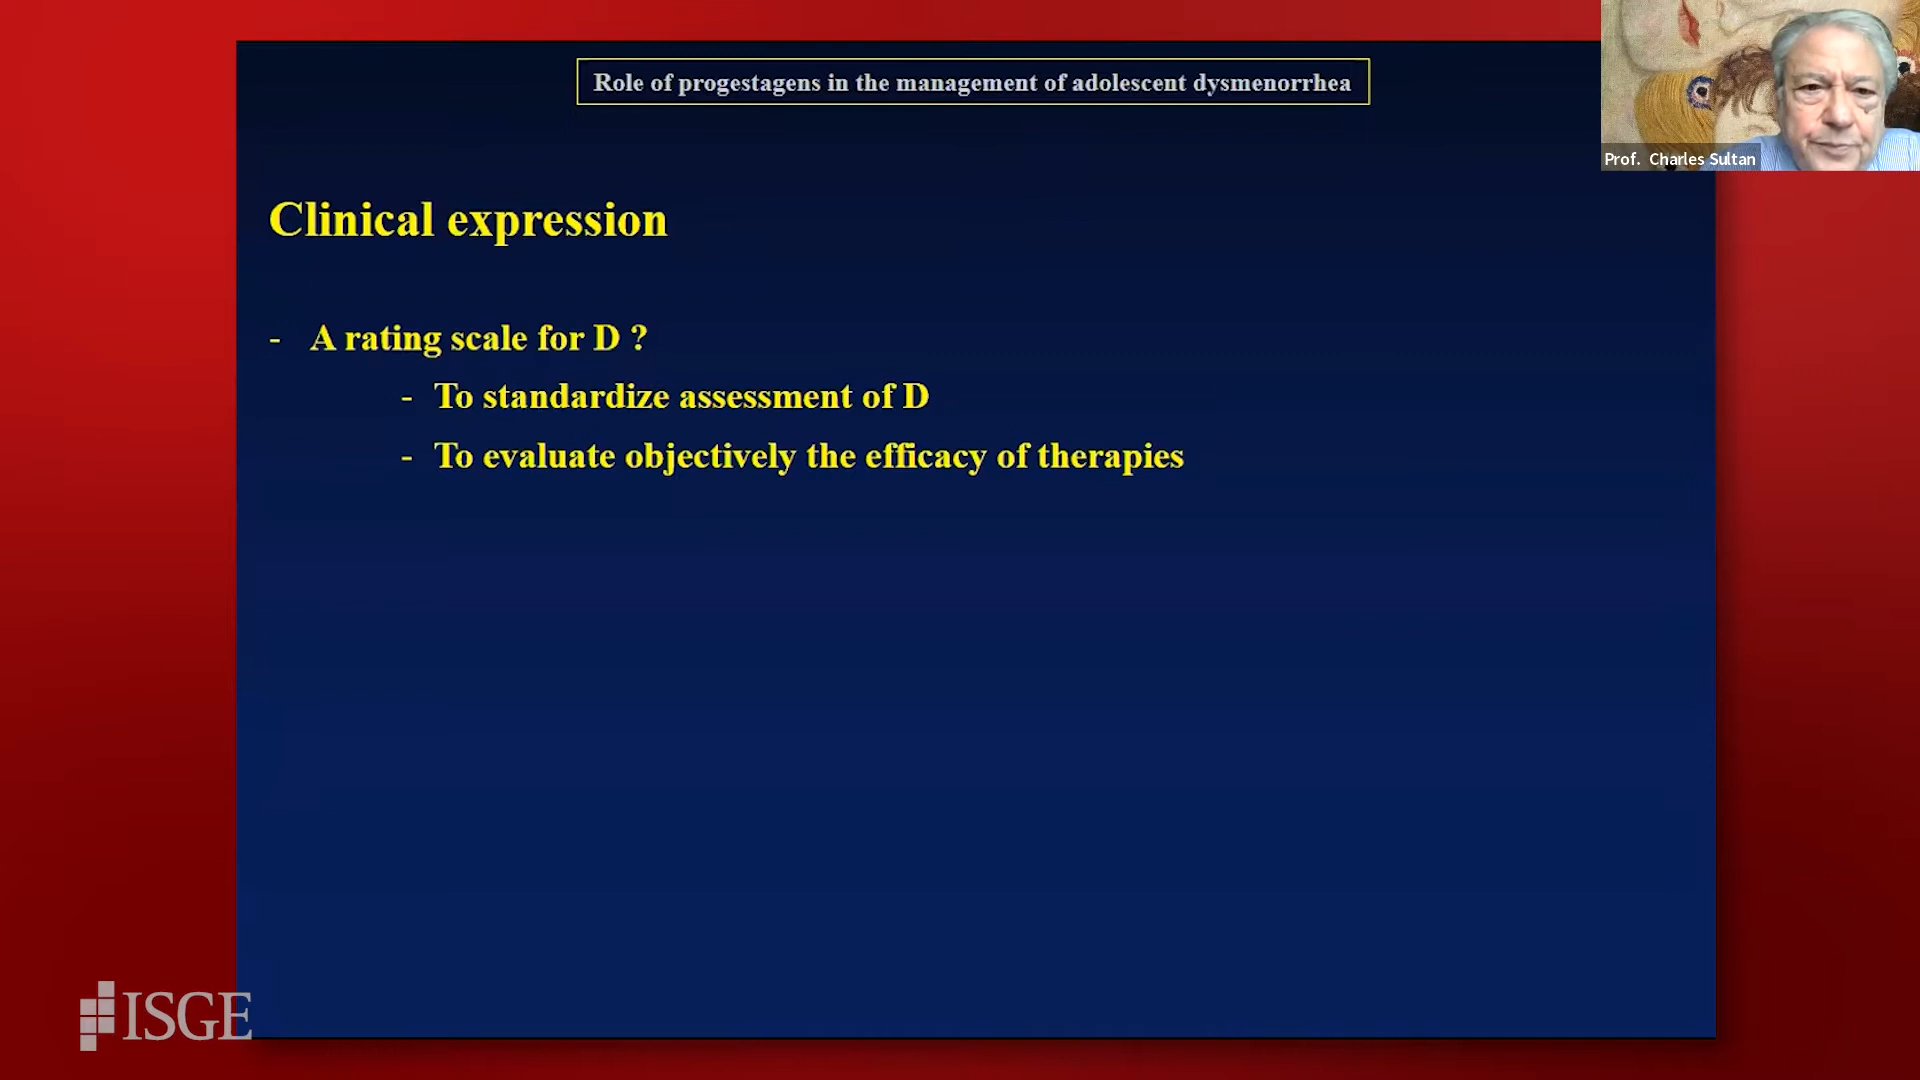 Role of progestagens in the management of adolescent dysmenorrhea
Prof. Charles Sultan
Clinical expression
- A rating scale for D ?
- To standardize assessment of D
- To evaluate objectively the efficacy of therapies
ISGE